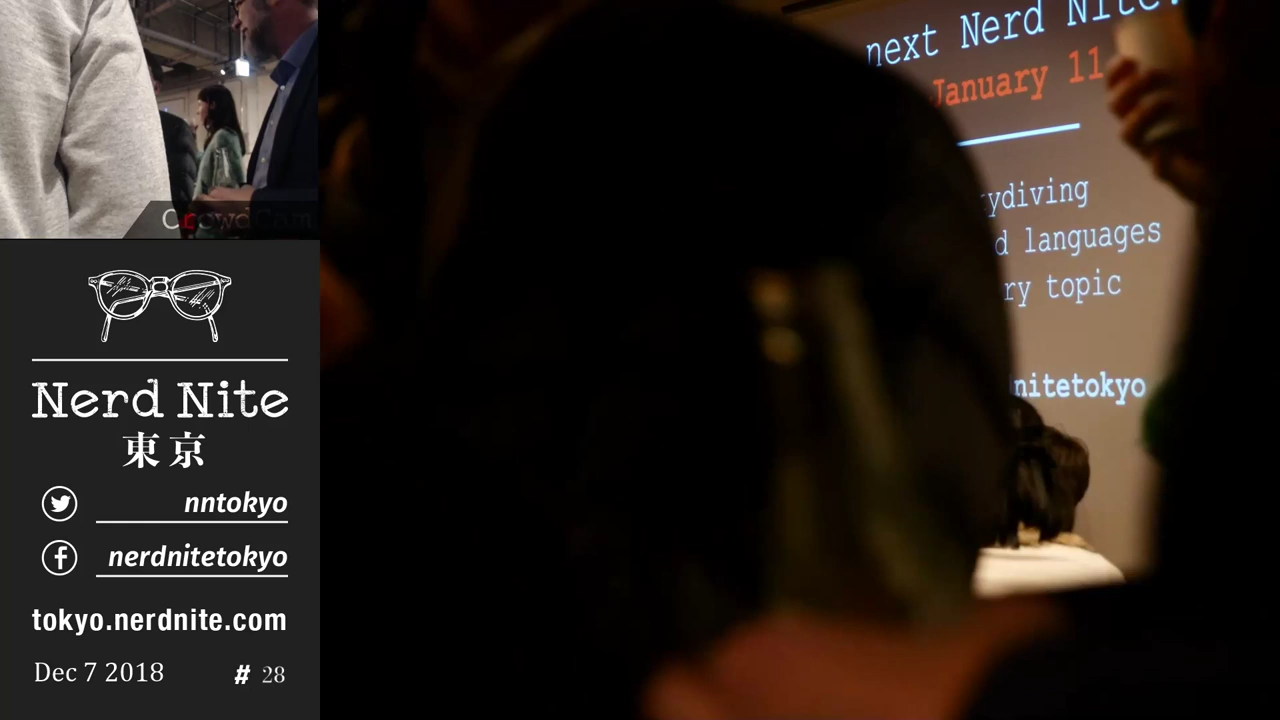 CrowdCam
Nerd Nite
東京
nntokyo
nerdnitetokyo
tokyo.nerdnite.com
Dec 7 2018 # 28
next Nerd Nite:
January 11
ydiving
d languages
ry topic
nitetokyo